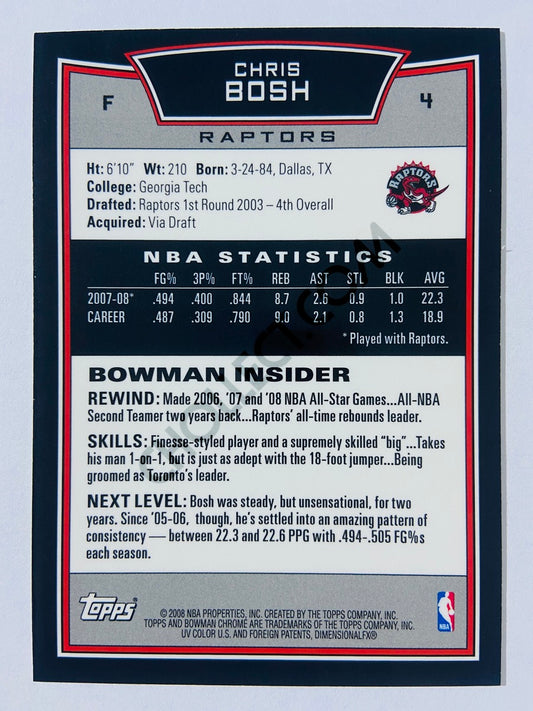 CHRIS
BOSH
F
4
RAPTORS
Ht: 6'10" Wt: 210 Born: 3-24-84, Dallas, TX
College: Georgia Tech
Drafted: Raptors 1st Round 2003 – 4th Overall
Acquired: Via Draft
RAPTORS
NBA STATISTICS
FG% 3P% FT% REB AST STL BLK AVG
2007-08* .494 .400 .844 8.7 2.6 0.9 1.0 22.3
CAREER .487 .309 .790 9.0 2.1 0.8 1.3 18.9
* Played with Raptors.
BOWMAN INSIDER
REWIND: Made 2006, '07 and '08 NBA All-Star Games...All-NBA
Second Teamer two years back...Raptors' all-time rebounds leader.
SKILLS: Finesse-styled player and a supremely skilled "big"...Takes
his man 1-on-1, but is just as adept with the 18-foot jumper...Being
groomed as Toronto's leader.
NEXT LEVEL: Bosh was steady, but unsensational, for two
years. Since '05-06, though, he's settled into an amazing pattern of
consistency — between 22.3 and 22.6 PPG with .494-.505 FG%s
each season.
Topps
© 2008 NBA PROPERTIES, INC. CREATED BY THE TOPPS COMPANY, INC.
TOPPS AND BOWMAN CHROME ARE TRADEMARKS OF THE TOPPS COMPANY, INC.
UV COLOR U.S. AND FOREIGN PATENTS, DIMENSIONALFX®
NBA